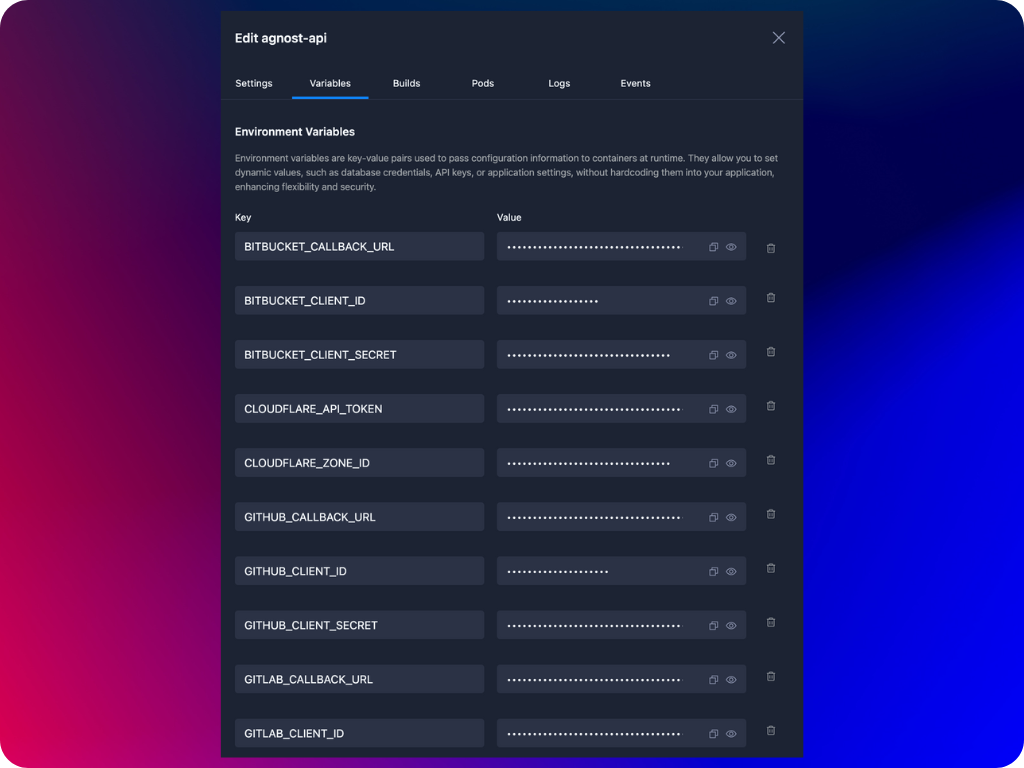 Edit agnost-api
Settings Variables Builds Pods Logs Events
Environment Variables
Environment variables are key-value pairs used to pass configuration information to containers at runtime. They allow you to set
dynamic values, such as database credentials, API keys, or application settings, without hardcoding them into your application,
enhancing flexibility and security.
Key Value
BITBUCKET_CALLBACK_URL
BITBUCKET_CLIENT_ID
BITBUCKET_CLIENT_SECRET
CLOUDFLARE_API_TOKEN
CLOUDFLARE_ZONE_ID
GITHUB_CALLBACK_URL
GITHUB_CLIENT_ID
GITHUB_CLIENT_SECRET
GITLAB_CALLBACK_URL
GITLAB_CLIENT_ID